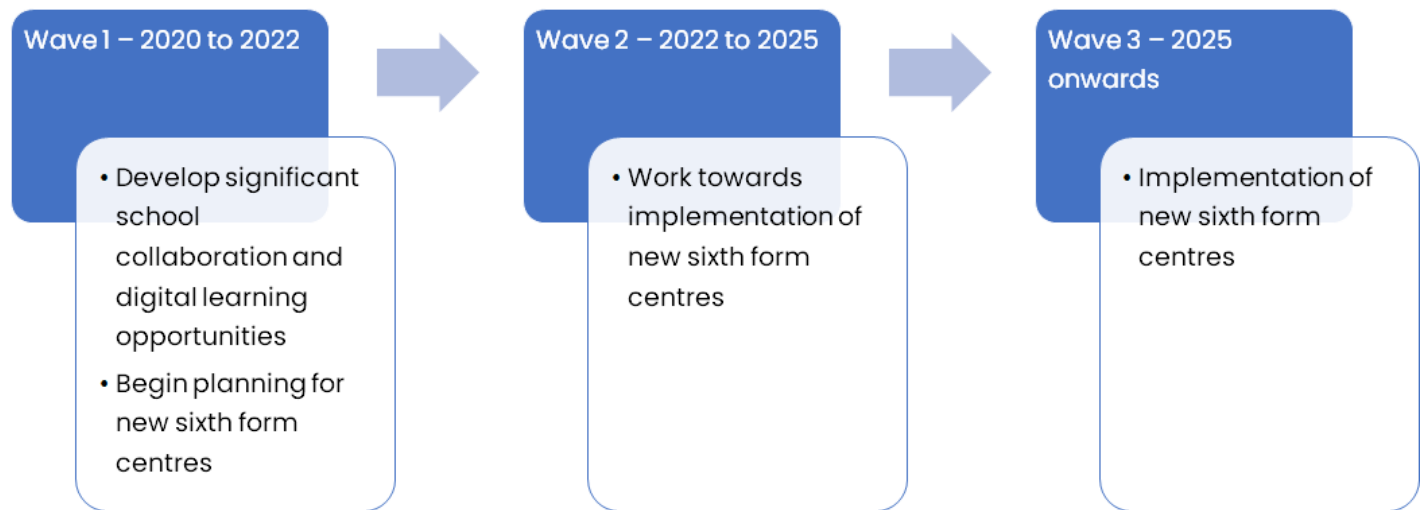 Wave 1 – 2020 to 2022
• Develop significant
school
collaboration and
digital learning
opportunities
• Begin planning for
new sixth form
centres
Wave 2 – 2022 to 2025
• Work towards
implementation of
new sixth form
centres
Wave 3 – 2025
onwards
• Implementation of
new sixth form
centres